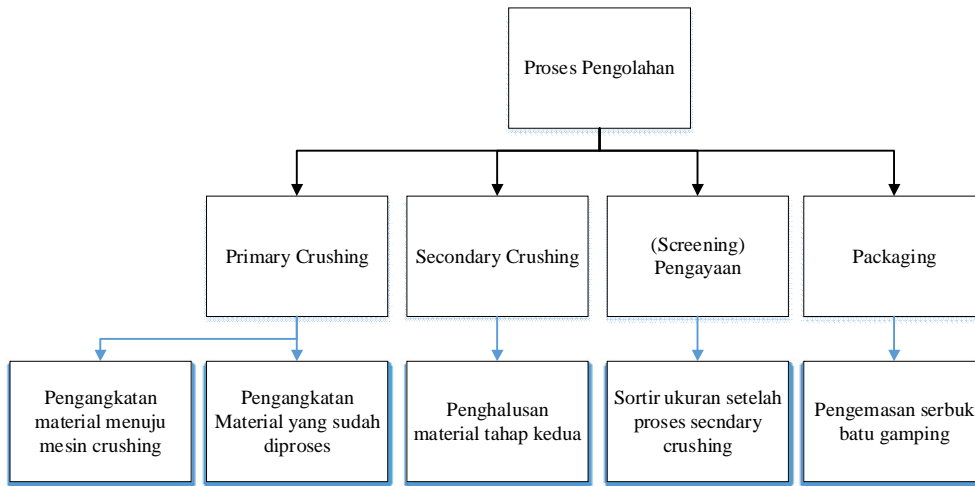 Proses Pengolahan
Primary Crushing
Secondary Crushing
(Screening)
Pengayaan
Packaging
Pengangkatan
material menuju
mesin crushing
Pengangkatan
Material yang sudah
diproses
Penghalusan
material tahap kedua
Sortir ukuran setelah
proses secndary
crushing
Pengemasan serbuk
batu gamping